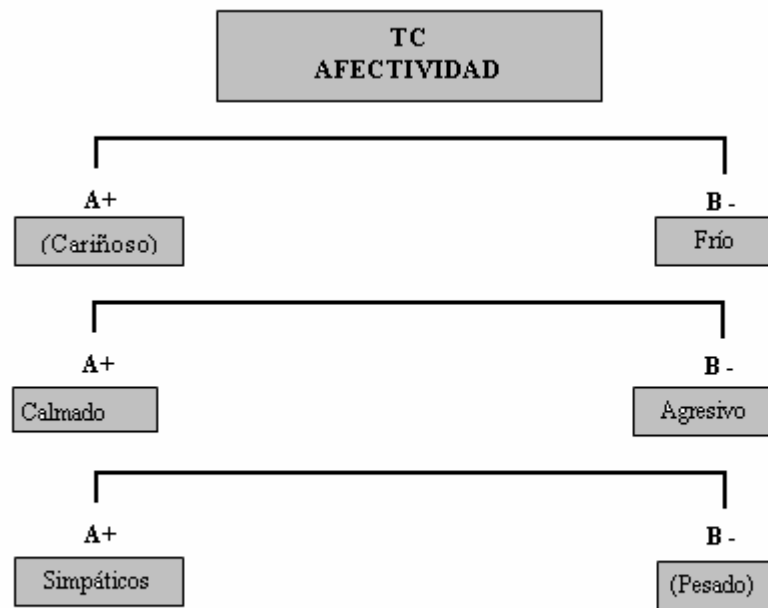 TC
AFECTIVIDAD
A+ B -
(Cariñoso) Frío
A+ B -
Calmado Agresivo
A+ B -
Simpáticos (Pesado)